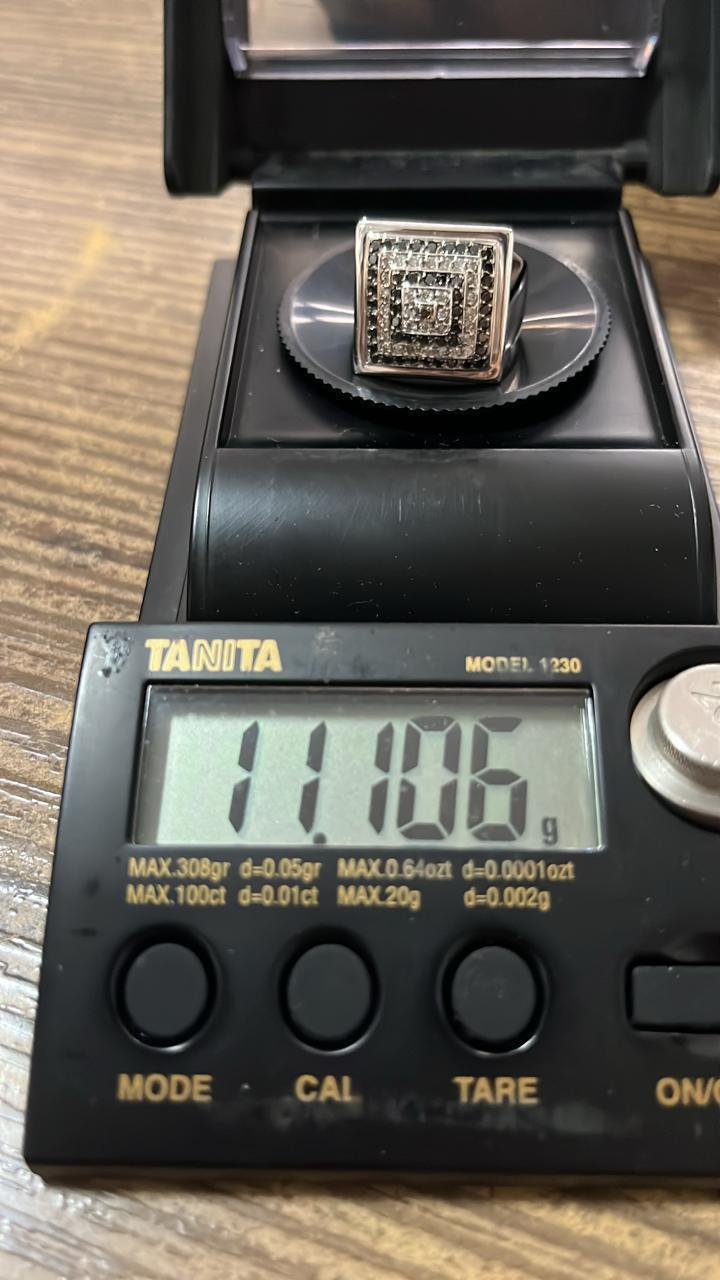 TANITA MODEL 1230
11.106 g
MAX.308gr d=0.05gr MAX.0.64ozt d=0.0001ozt
MAX.100ct d=0.01ct MAX.20g d=0.002g
MODE CAL TARE